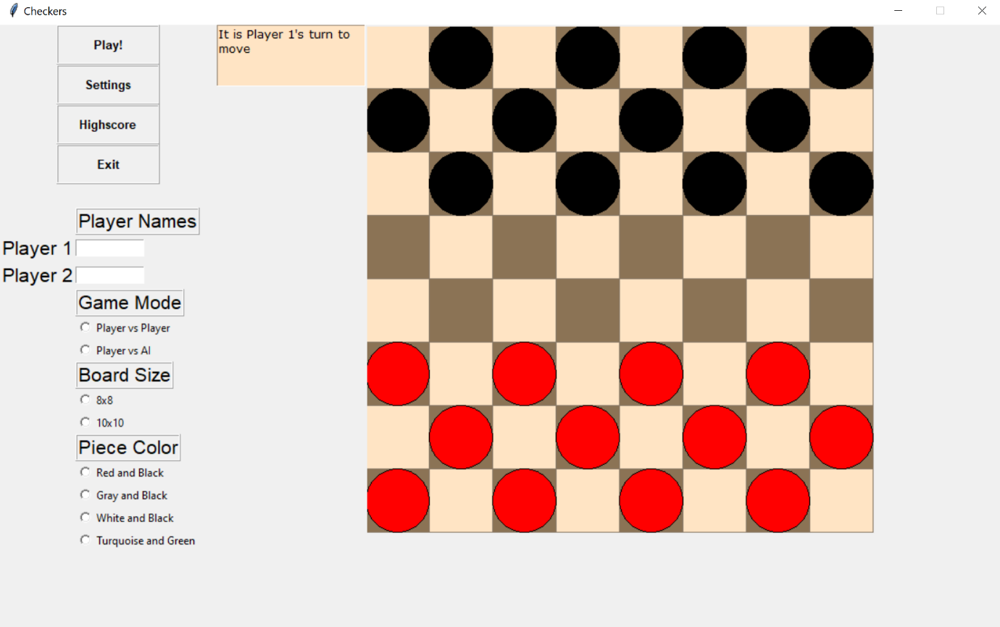 Checkers
Play!
Settings
Highscore
Exit
It is Player 1's turn to
move
Player Names
Player 1
Player 2
Game Mode
Player vs Player
Player vs AI
Board Size
8x8
10x10
Piece Color
Red and Black
Gray and Black
White and Black
Turquoise and Green